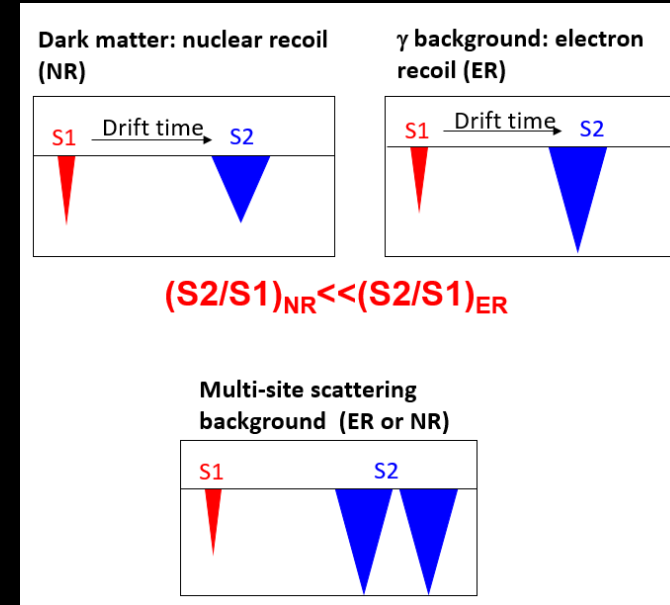 Dark matter: nuclear recoil
(NR)
γ background: electron
recoil (ER)
S1 Drift time S2
S1 Drift time S2
(S2/S1)NR<<(S2/S1)ER
Multi-site scattering
background (ER or NR)
S1 S2